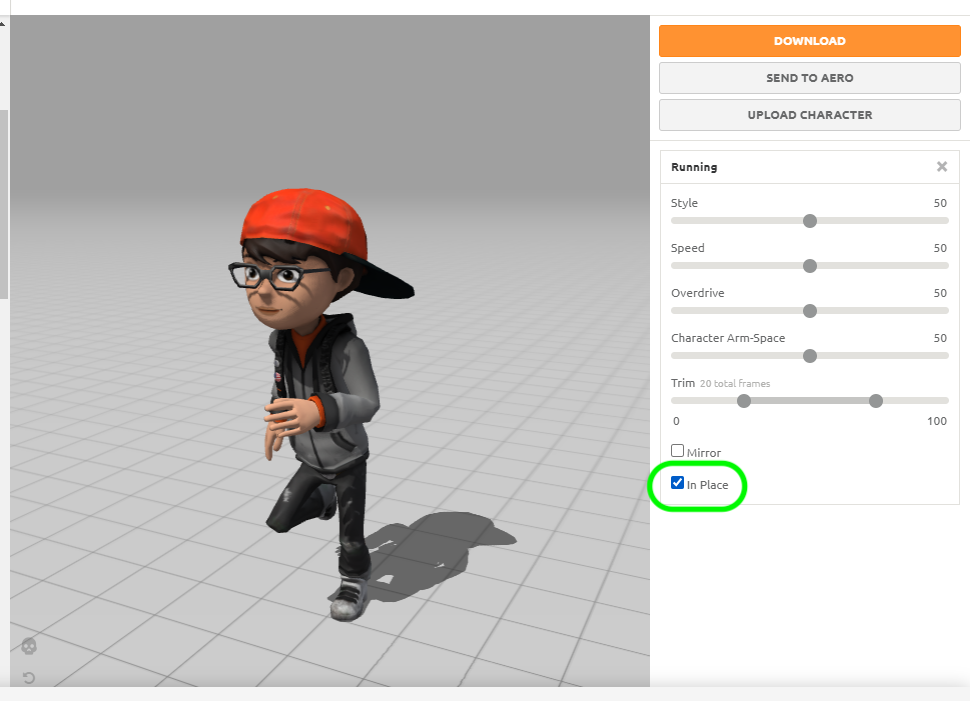 DOWNLOAD
SEND TO AERO
UPLOAD CHARACTER
Running
Style 50
Speed 50
Overdrive 50
Character Arm-Space 50
Trim 20 total frames
0 100
Mirror
In Place